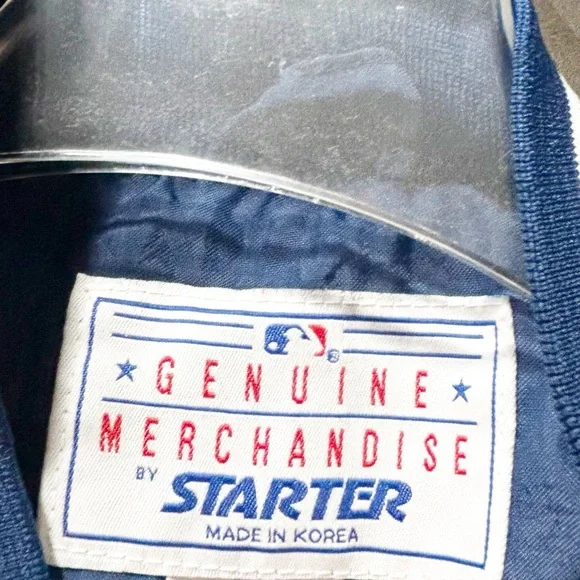 GENUINE
MERCHANDISE
BY STARTER
MADE IN KOREA